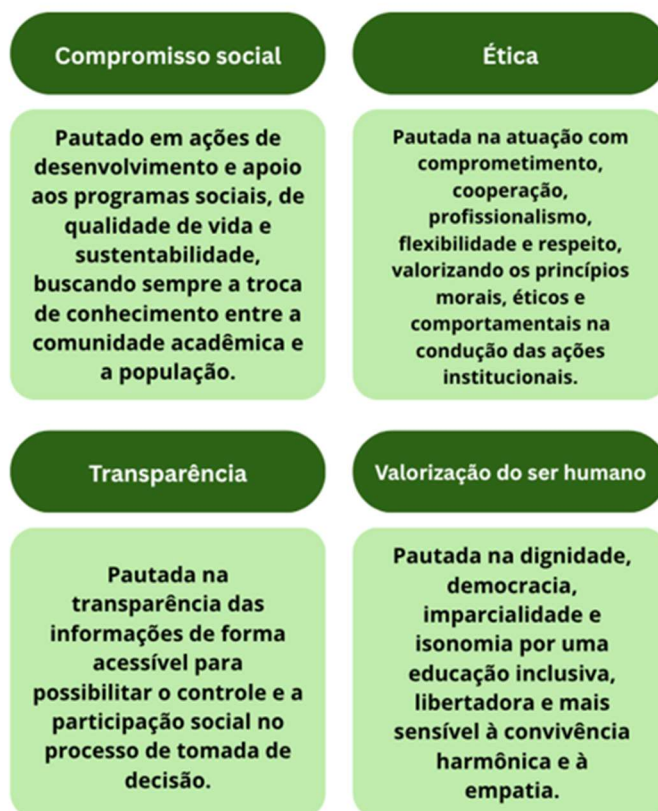 Compromisso social
Pautado em ações de
desenvolvimento e apoio
aos programas sociais, de
qualidade de vida e
sustentabilidade,
buscando sempre a troca
de conhecimento entre a
comunidade acadêmica e
a população.
Ética
Pautada na atuação com
comprometimento,
cooperação,
profissionalismo,
flexibilidade e respeito,
valorizando os princípios
morais, éticos e
comportamentais na
condução das ações
institucionais.
Transparência
Pautada na
transparência das
informações de forma
acessível para
possibilitar o controle e a
participação social no
processo de tomada de
decisão.
Valorização do ser humano
Pautada na dignidade,
democracia,
imparcialidade e
isonomia por uma
educação inclusiva,
libertadora e mais
sensível à convivência
harmônica e à
empatia.